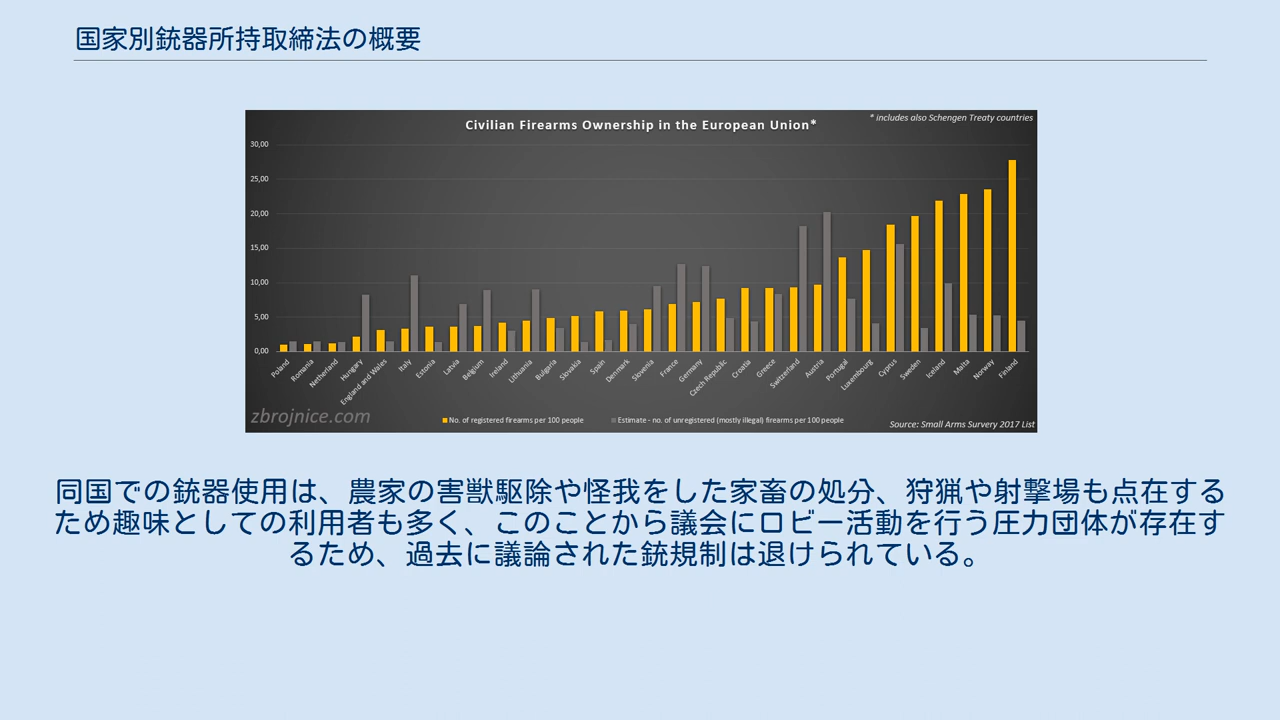 国家別銃器所持取締法の概要
Civilian Firearms Ownership in the European Union*
* includes also Schengen Treaty countries
30,00
25,00
20,00
15,00
10,00
5,00
0,00
Poland
Romania
Netherland
Hungary
England and Wales
Italy
Estonia
Latvia
Belgium
Ireland
Lithuania
Bulgaria
Slovakia
Spain
Denmark
Slovenia
France
Germany
Czech Republic
Croatia
Greece
Switzerland
Austria
Portugal
Luxembourg
Cyprus
Sweden
Iceland
Malta
Norway
Finland
zbrojnice.com
No. of registered firearms per 100 people
Estimate - no. of unregistered (mostly illegal) firearms per 100 people
Source: Small Arms Survery 2017 List
同国での銃器使用は、農家の害獣駆除や怪我をした家畜の処分、狩猟や射撃場も点在する
ため趣味としての利用者も多く、このことから議会にロビー活動を行う圧力団体が存在す
るため、過去に議論された銃規制は退けられている。